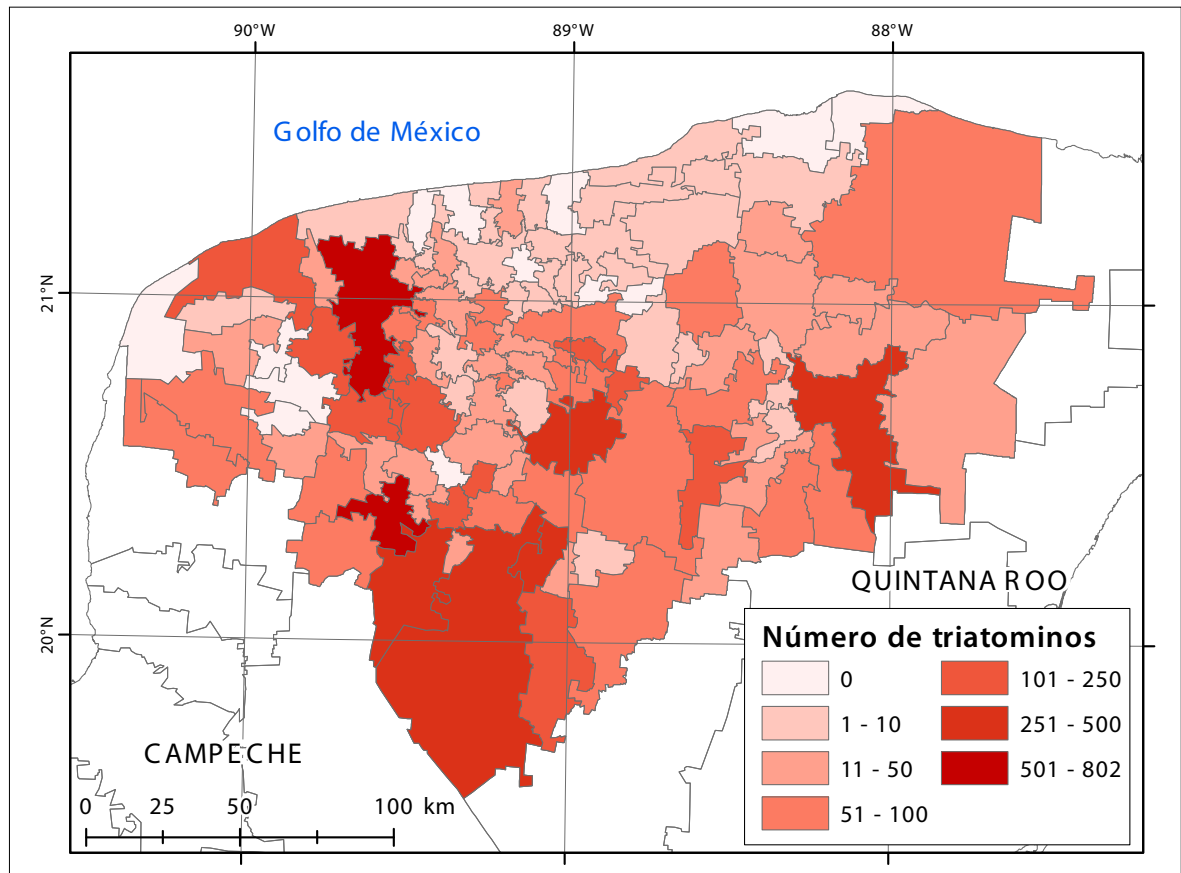 90°W 89°W 88°W
Golfo de México
21°N
20°N
QUINTANA ROO
CAMPECHE
Número de triatominos
0
1 - 10
11 - 50
51 - 100
101 - 250
251 - 500
501 - 802
0 25 50 100 km